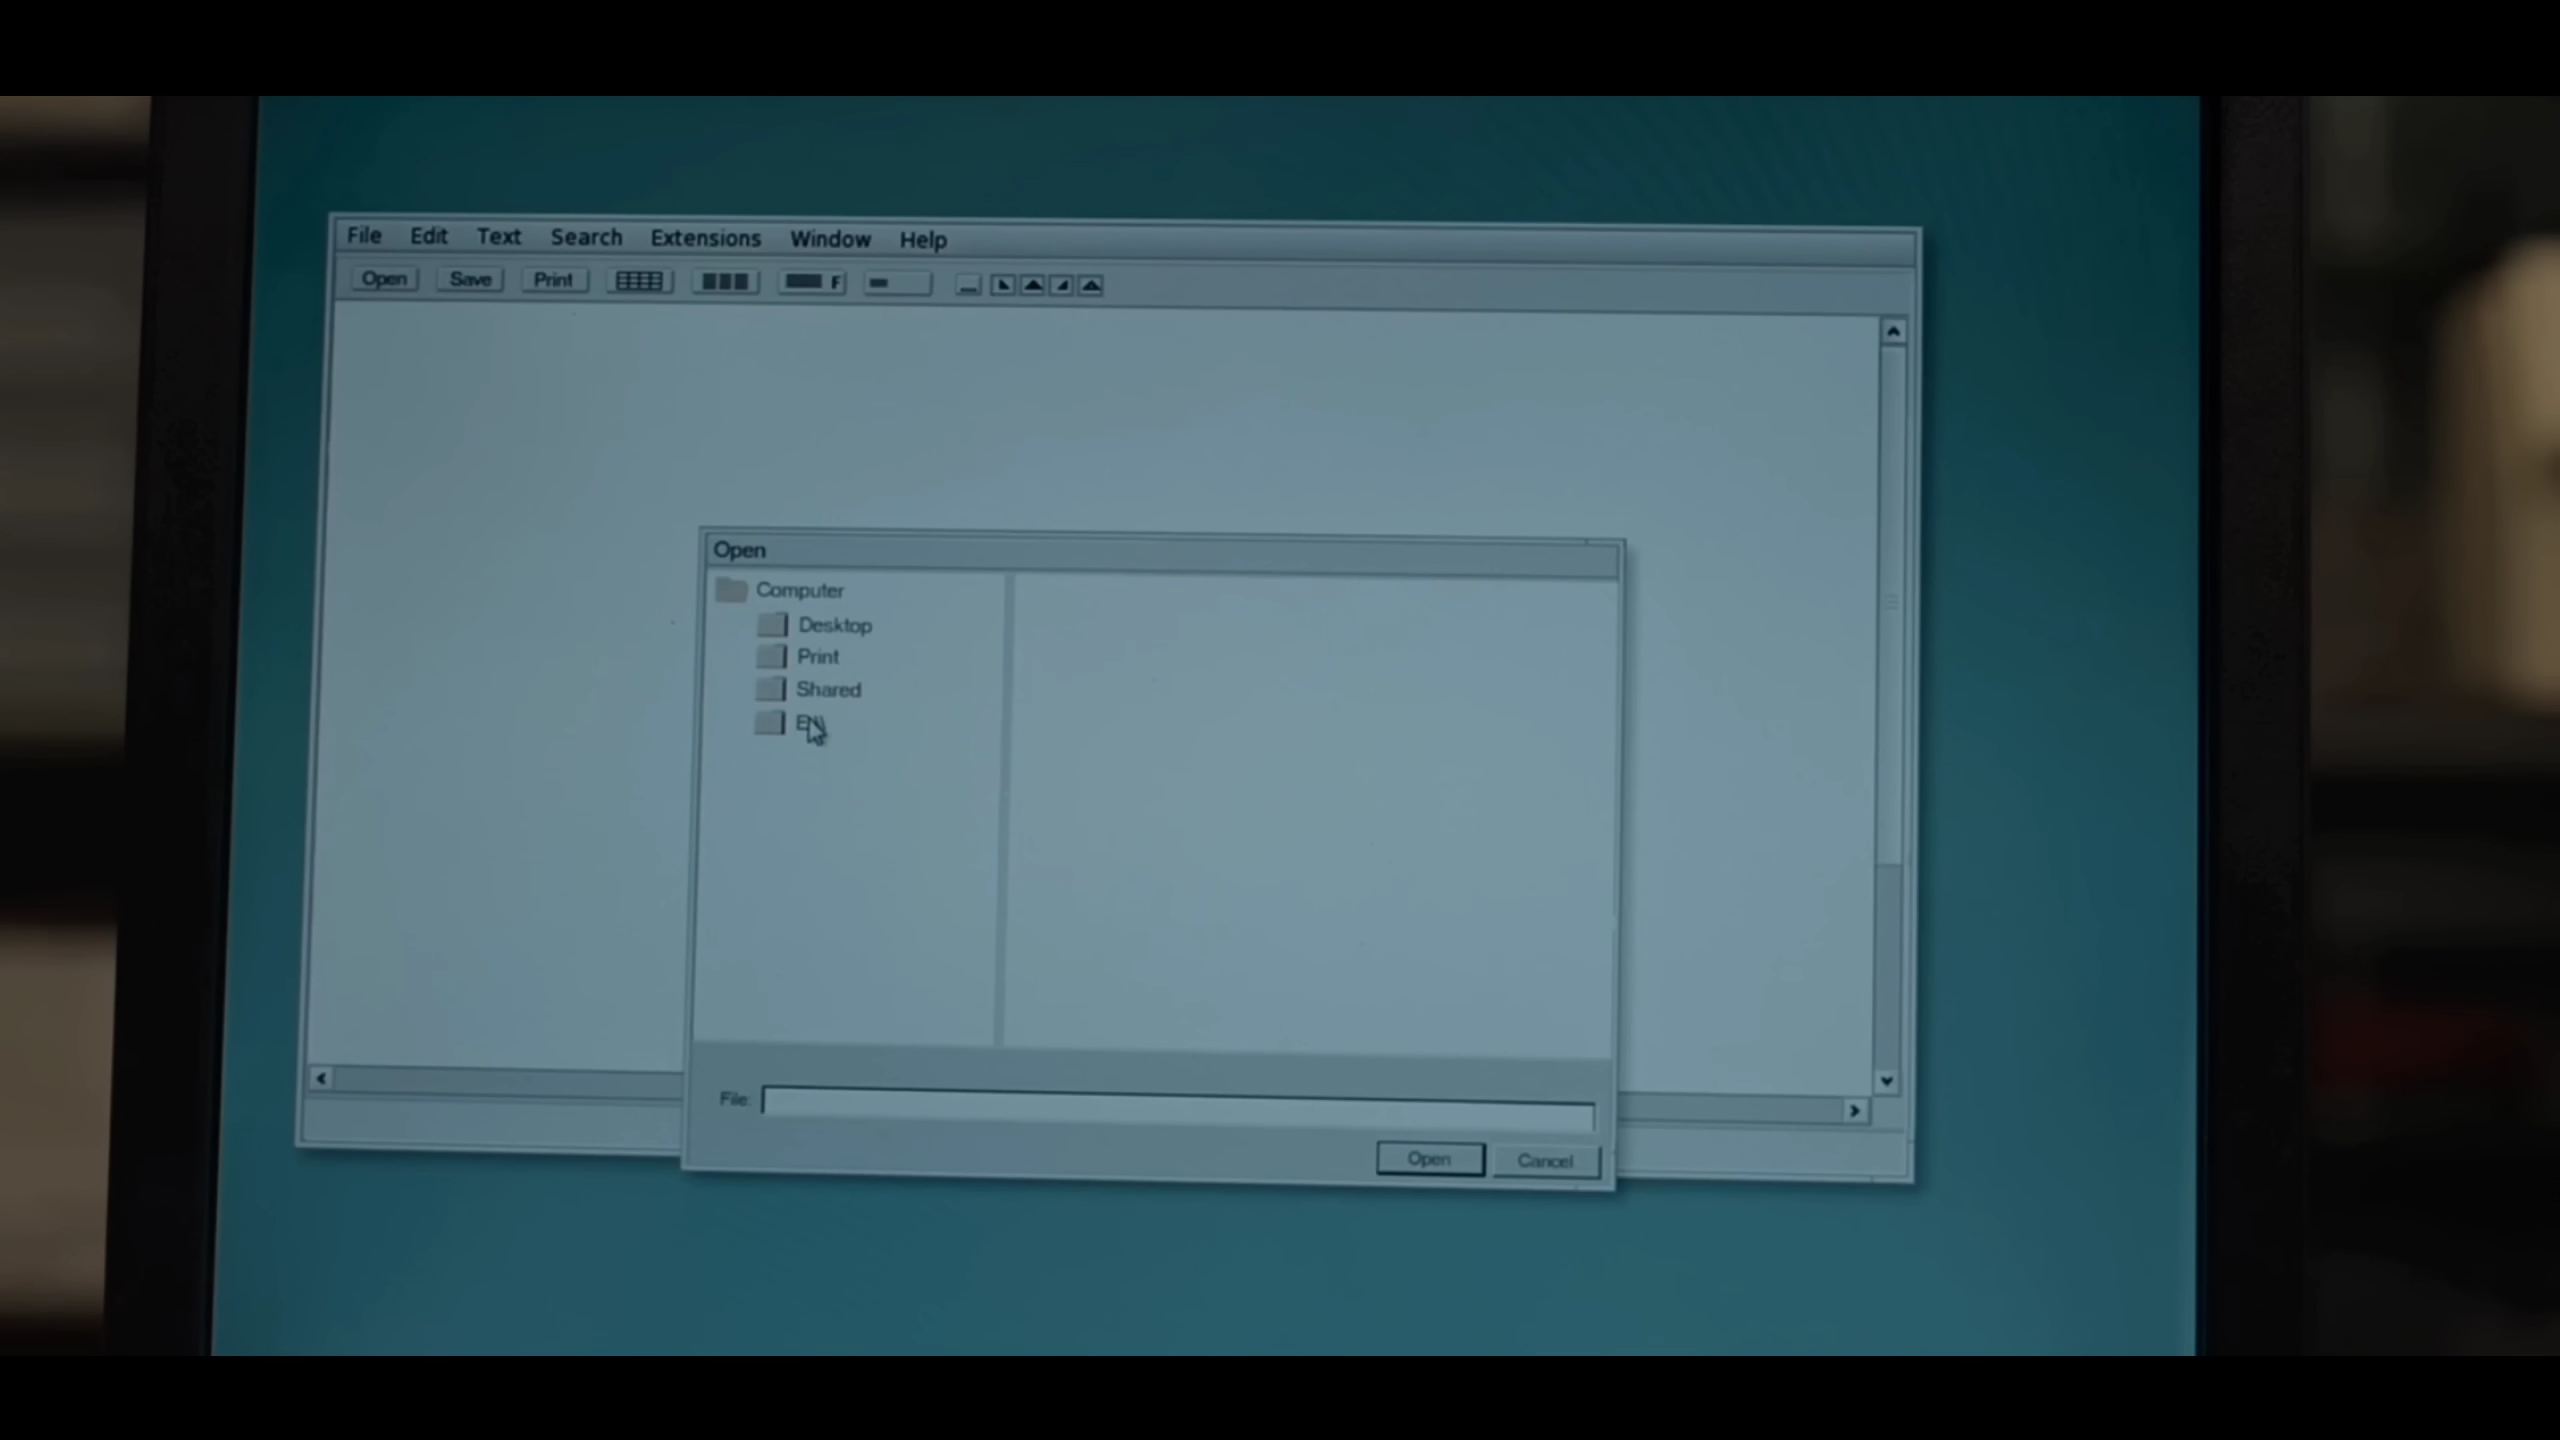 File Edit Text Search Extensions Window Help
Open Save Print F
Open
Computer
Desktop
Print
Shared
File:
Open Cancel